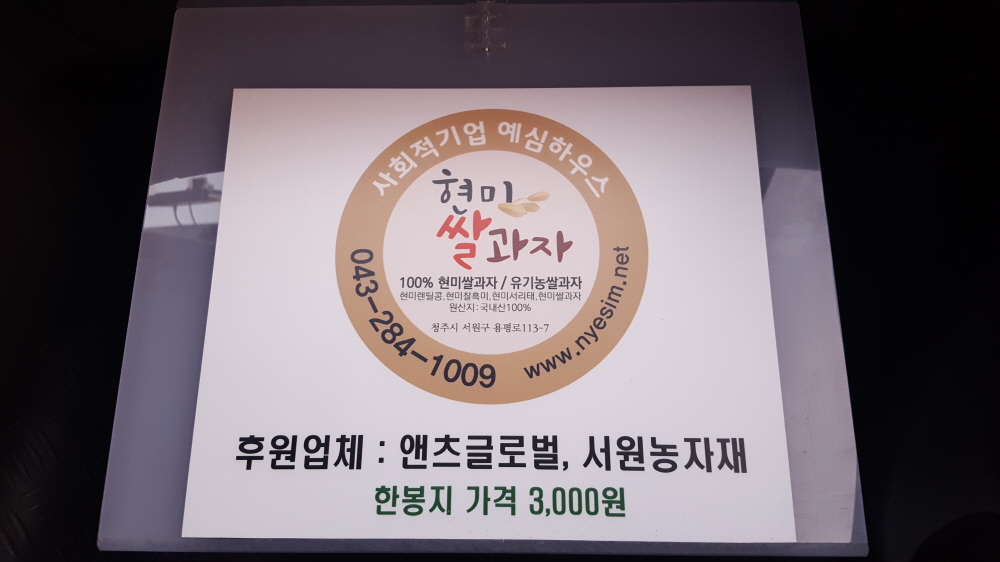 사회적기업 예심하우스
현미
쌀과자
100% 현미쌀과자 / 유기농쌀과자
현미렌틸콩,현미찰흑미,현미서리태,현미쌀과자
원산지:국내산100%
청주시 서원구 용평로113-7
043-284-1009
www.nyesim.net
후원업체 : 앤츠글로벌, 서원농자재
한봉지 가격 3,000원